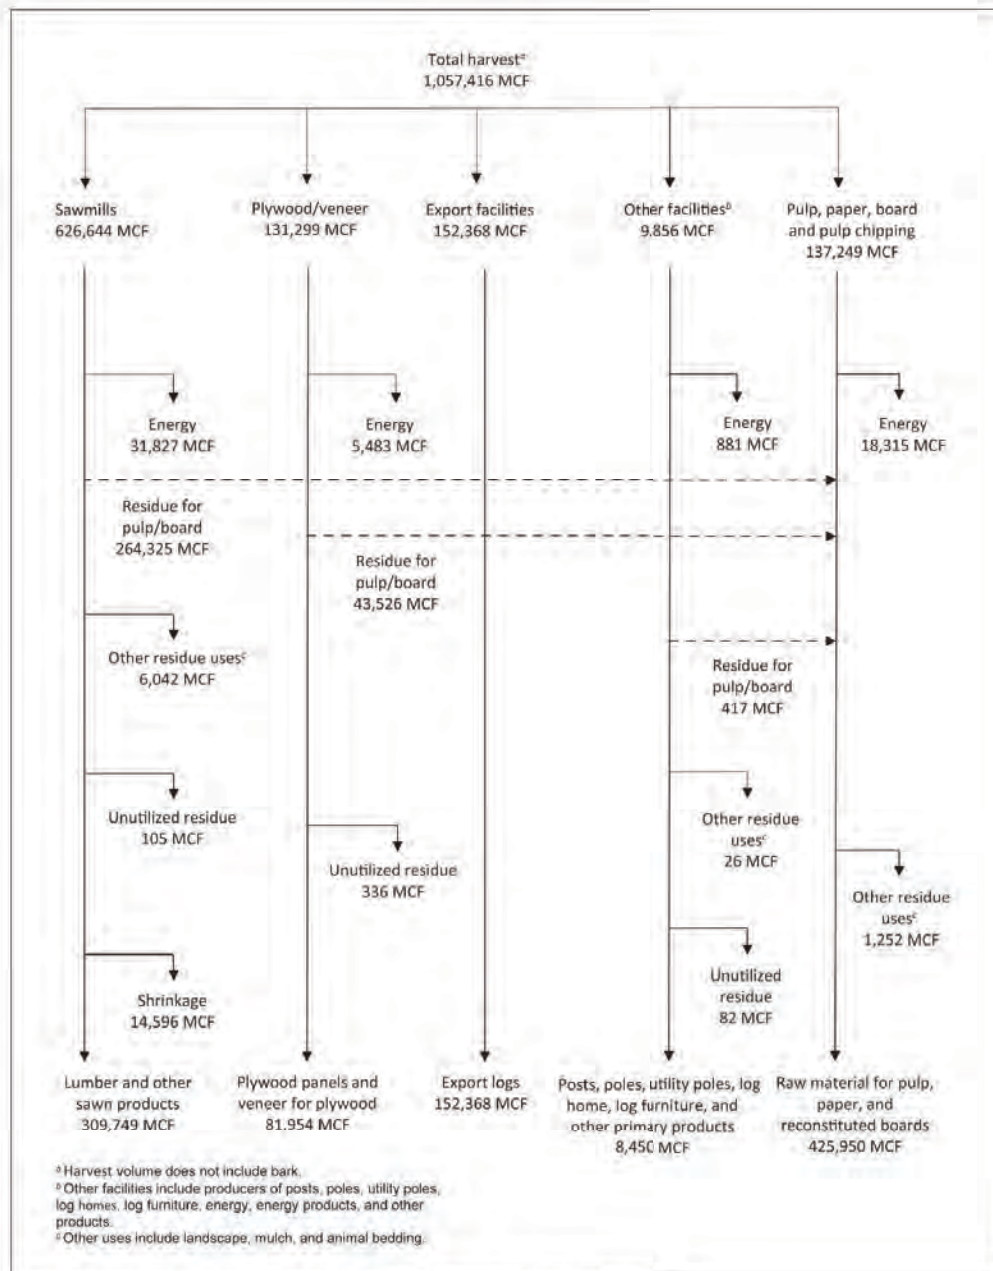 Total harvestᵃ
1,057,416 MCF
Sawmills
626,644 MCF
Plywood/veneer
131,299 MCF
Export facilities
152,368 MCF
Other facilitiesᵇ
9,856 MCF
Pulp, paper, board
and pulp chipping
137,249 MCF
Energy
31,827 MCF
Energy
5,483 MCF
Energy
881 MCF
Energy
18,315 MCF
Residue for
pulp/board
264,325 MCF
Residue for
pulp/board
43,526 MCF
Other residue usesᶜ
6,042 MCF
Residue for
pulp/board
417 MCF
Unutilized residue
105 MCF
Unutilized residue
336 MCF
Other residue
usesᶜ
26 MCF
Other residue
usesᶜ
1,252 MCF
Shrinkage
14,596 MCF
Unutilized
residue
82 MCF
Lumber and other
sawn products
309,749 MCF
Plywood panels and
veneer for plywood
81,954 MCF
Export logs
152,368 MCF
Posts, poles, utility poles, log
home, log furniture, and
other primary products
8,450 MCF
Raw material for pulp,
paper, and
reconstituted boards
425,950 MCF
ᵃ Harvest volume does not include bark.
ᵇ Other facilities include producers of posts, poles, utility poles,
log homes, log furniture, energy, energy products, and other
products.
ᶜ Other uses include landscape, mulch, and animal bedding.